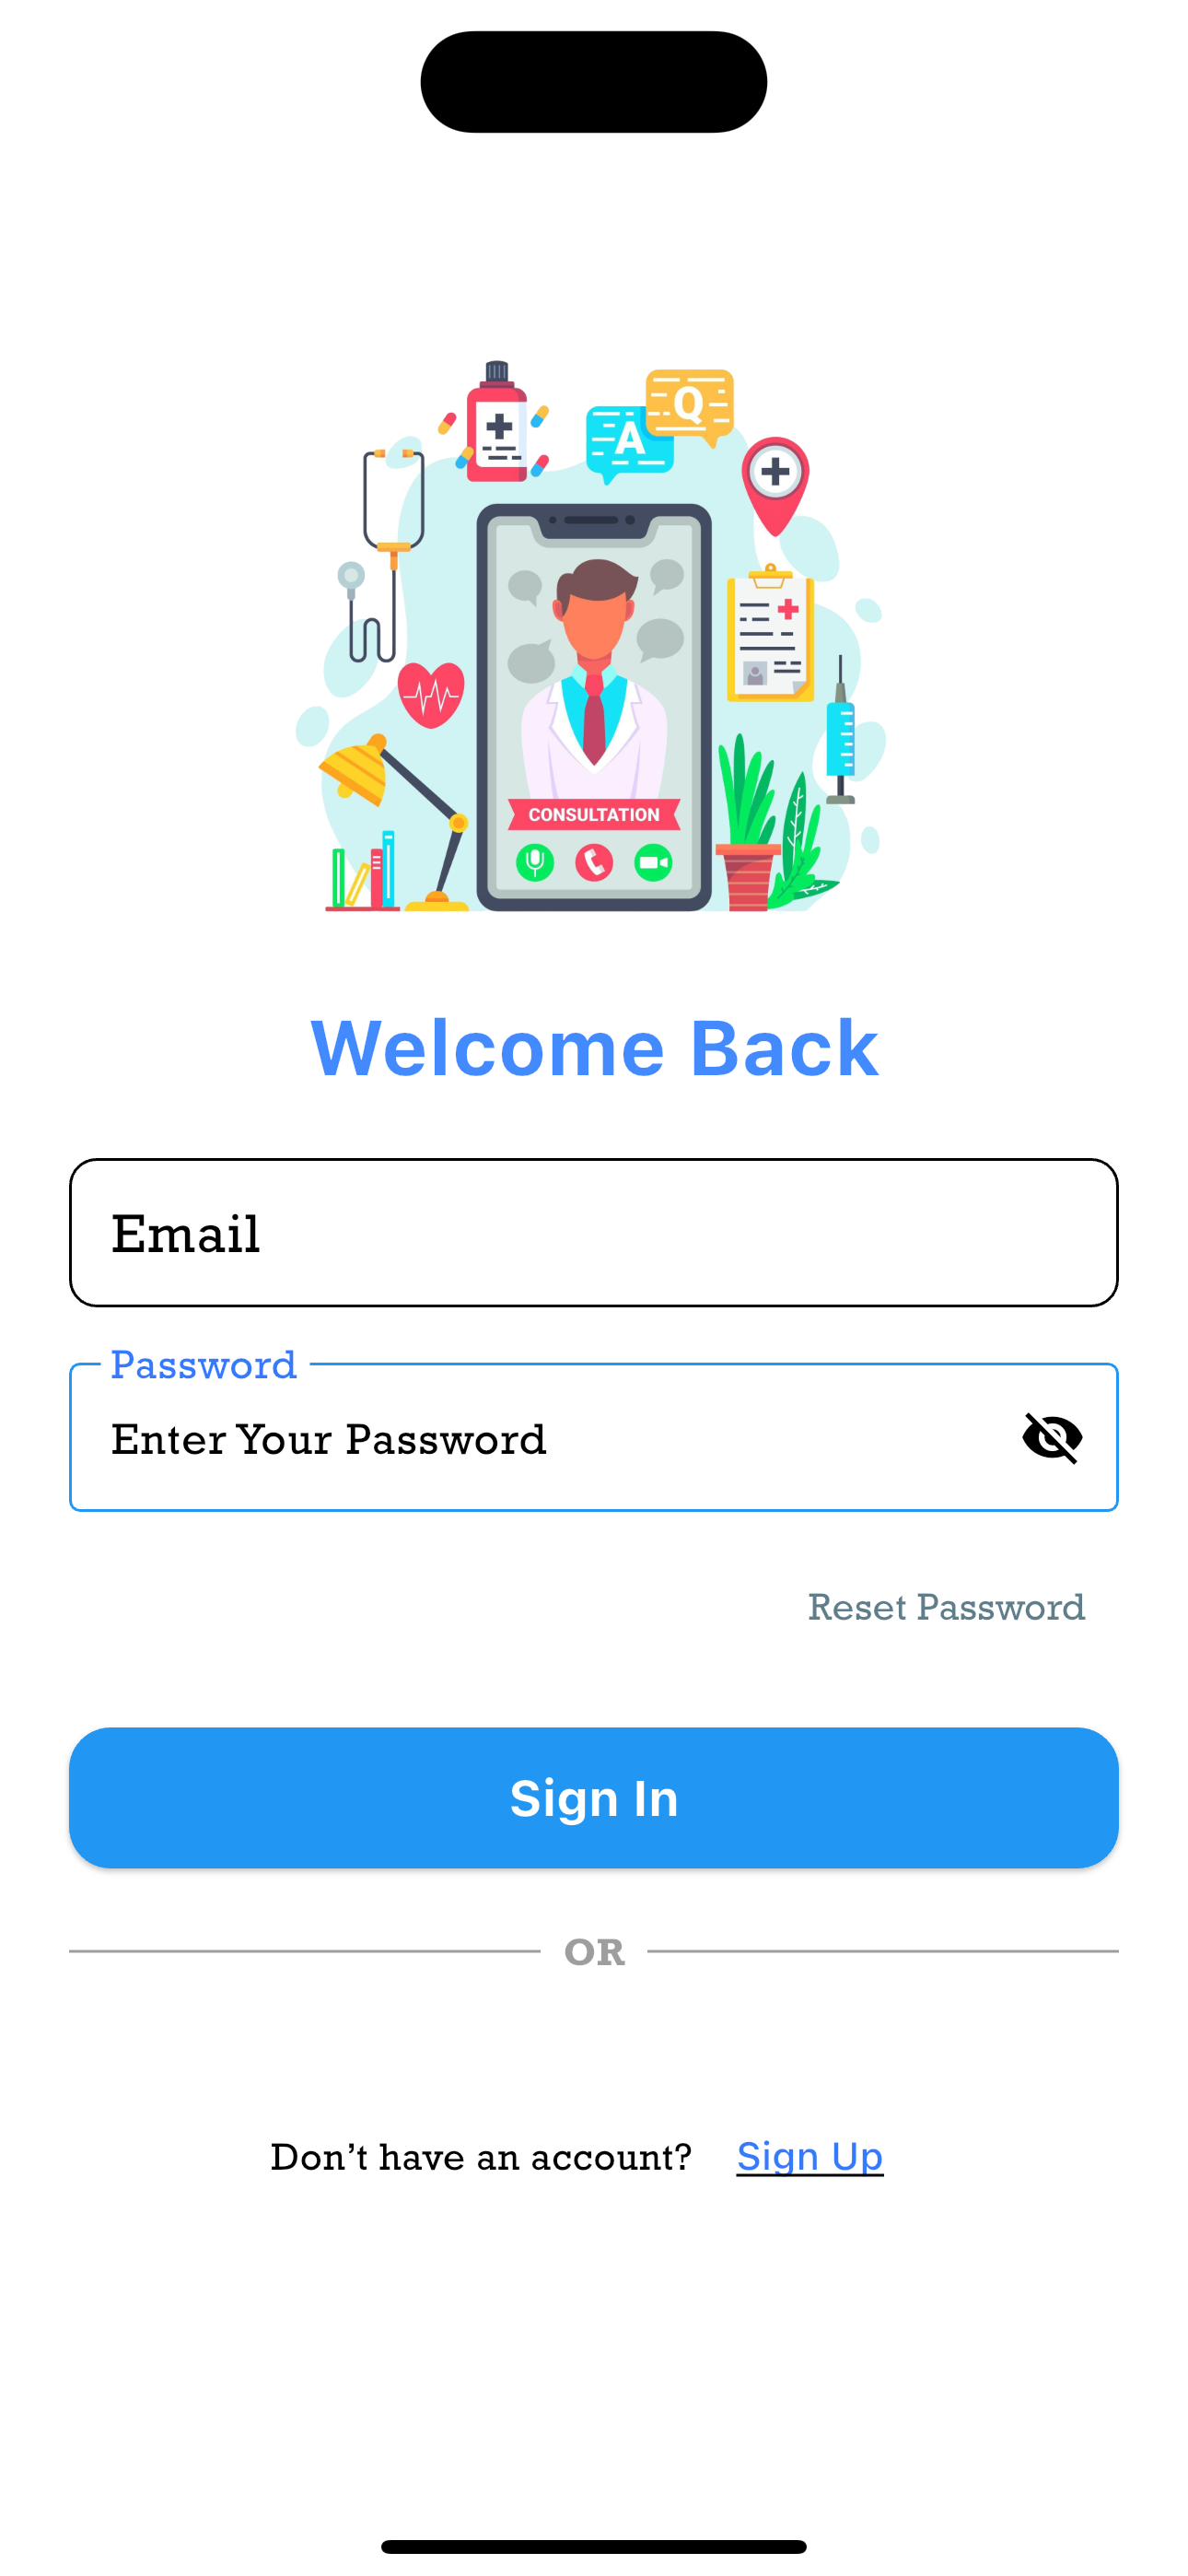 Q
A
CONSULTATION
Welcome Back
Email
Password
Enter Your Password
Reset Password
Sign In
OR
Don’t have an account? Sign Up